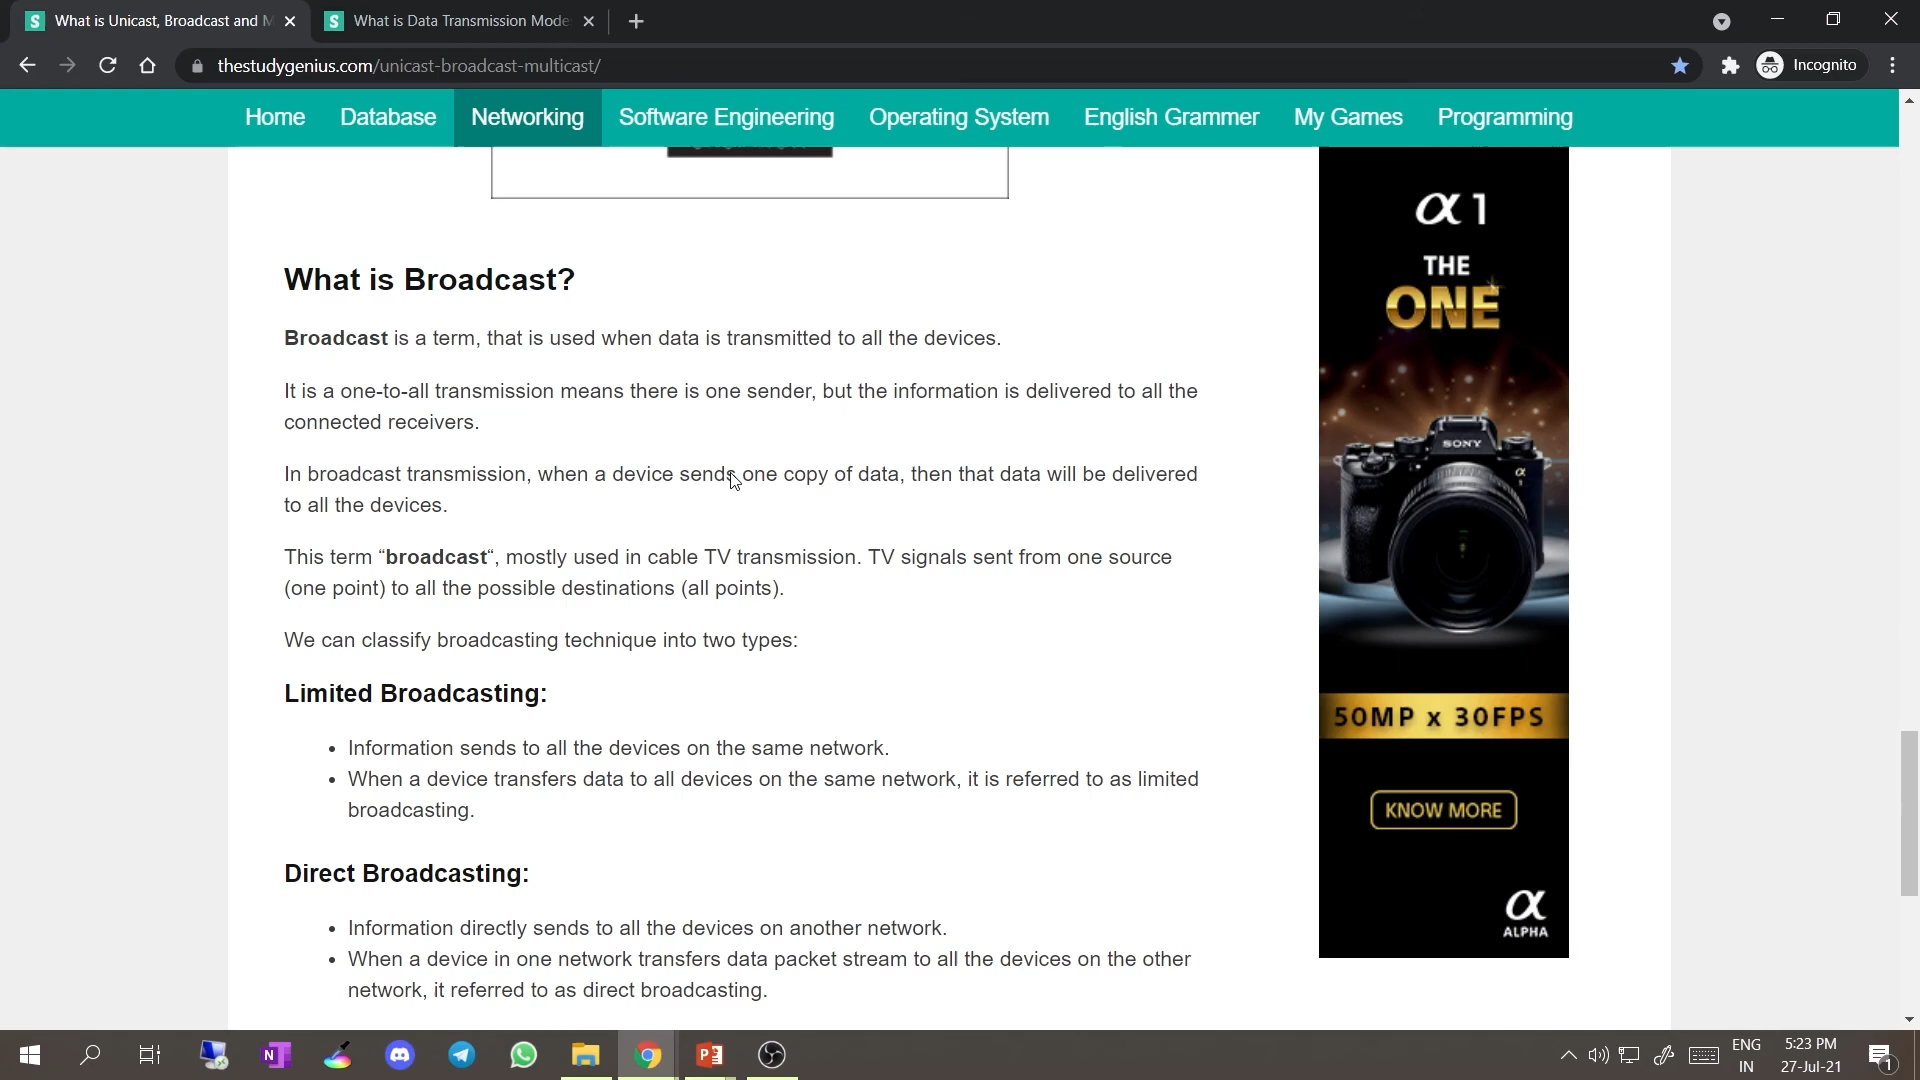 What is Unicast, Broadcast and M
What is Data Transmission Mode
thestudygenius.com/unicast-broadcast-multicast/
Incognito
Home Database Networking Software Engineering Operating System English Grammer My Games Programming
What is Broadcast?
Broadcast is a term, that is used when data is transmitted to all the devices.
It is a one-to-all transmission means there is one sender, but the information is delivered to all the
connected receivers.
In broadcast transmission, when a device sends one copy of data, then that data will be delivered
to all the devices.
This term “broadcast“, mostly used in cable TV transmission. TV signals sent from one source
(one point) to all the possible destinations (all points).
We can classify broadcasting technique into two types:
Limited Broadcasting:
• Information sends to all the devices on the same network.
• When a device transfers data to all devices on the same network, it is referred to as limited
broadcasting.
Direct Broadcasting:
• Information directly sends to all the devices on another network.
• When a device in one network transfers data packet stream to all the devices on the other
network, it referred to as direct broadcasting.
α 1
THE
ONE
SONY
α
50MP x 30FPS
KNOW MORE
α
ALPHA
ENG
IN
5:23 PM
27-Jul-21
1